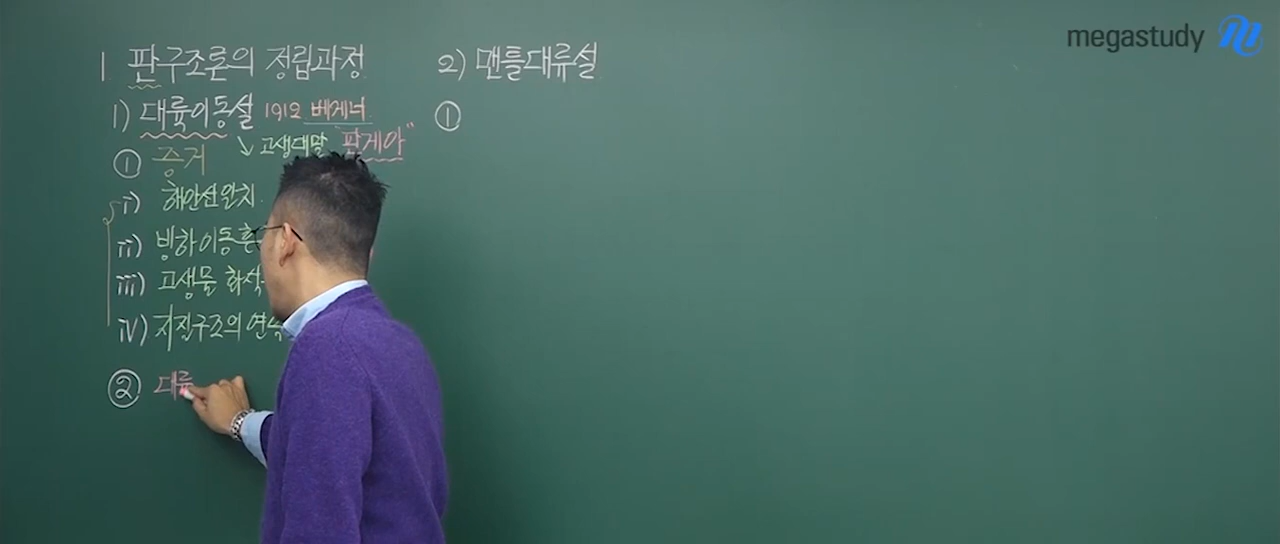 megastudy
1 판구조론의 정립과정
1) 대륙이동설 1912 베게너
↘ 고생대말 "판게아"
① 증거
i) 해안선일치
ii) 빙하이동흔
iii) 고생물 화석
iv) 지질구조의 연속
② 대륙
2) 맨틀대류설
①